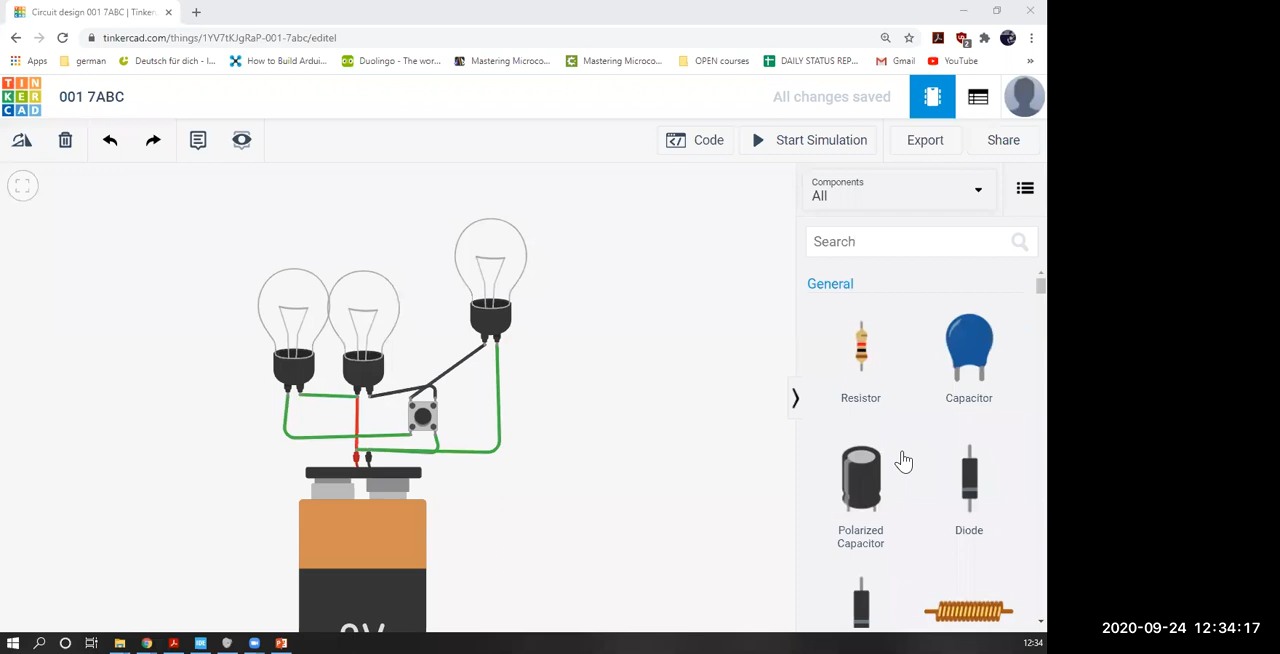 Circuit design 001 7ABC | Tinker
tinkercad.com/things/1YV7tKJgRaP-001-7abc/editel
2
Apps german Deutsch für dich - l... How to Build Ardui... Duolingo - The wor... Mastering Microco... Mastering Microco... OPEN courses DAILY STATUS REP... Gmail YouTube »
TIN
KER
CAD
001 7ABC
All changes saved
Code Start Simulation Export Share
Components
All
Search
General
Resistor Capacitor
Polarized Capacitor Diode
9V
IDE
12:34
2020-09-24 12:34:17